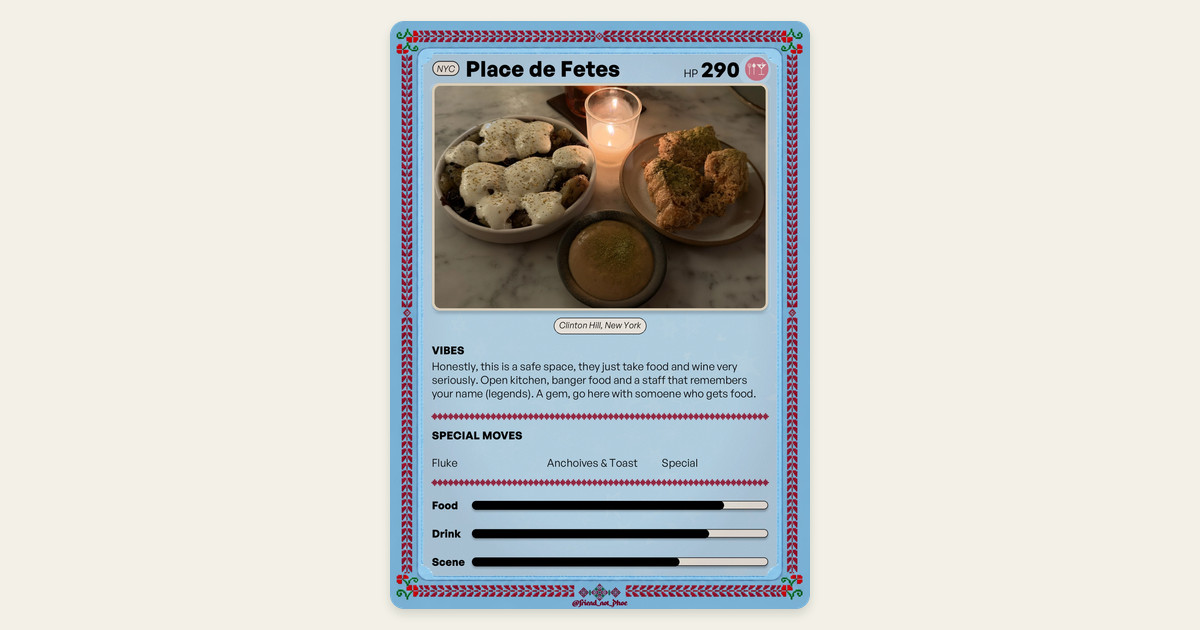 NYC Place de Fetes HP 290
Clinton Hill, New York
VIBES
Honestly, this is a safe space, they just take food and wine very
seriously. Open kitchen, banger food and a staff that remembers
your name (legends). A gem, go here with somoene who gets food.
SPECIAL MOVES
Fluke Anchoives & Toast Special
Food
Drink
Scene
@friend_not_phoe